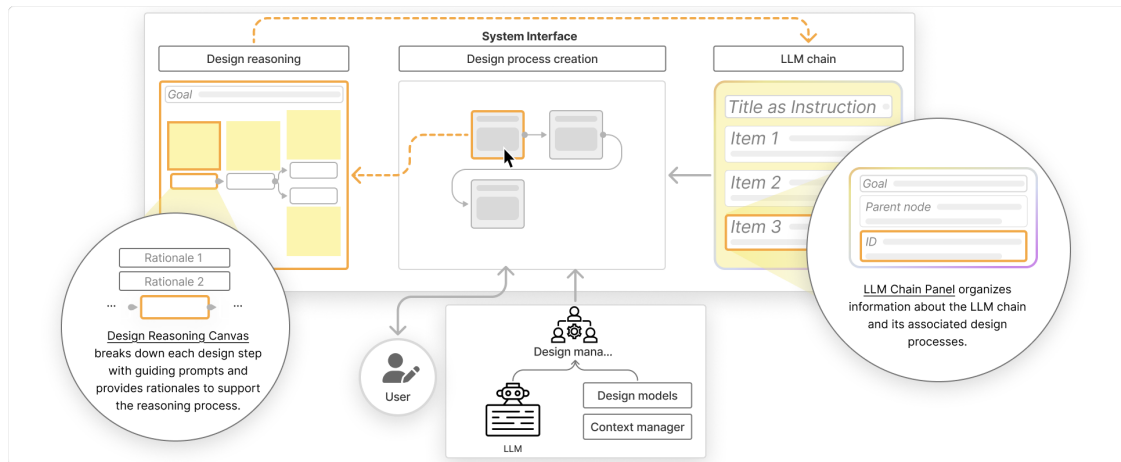 System Interface
Design reasoning
Design process creation
LLM chain
Goal
Title as Instruction
Item 1
Item 2
Item 3
Goal
Parent node
ID
LLM Chain Panel organizes
information about the LLM chain
and its associated design
processes.
Rationale 1
Rationale 2
... ...
Design Reasoning Canvas
breaks down each design step
with guiding prompts and
provides rationales to support
the reasoning process.
User
Design mana...
LLM
Design models
Context manager